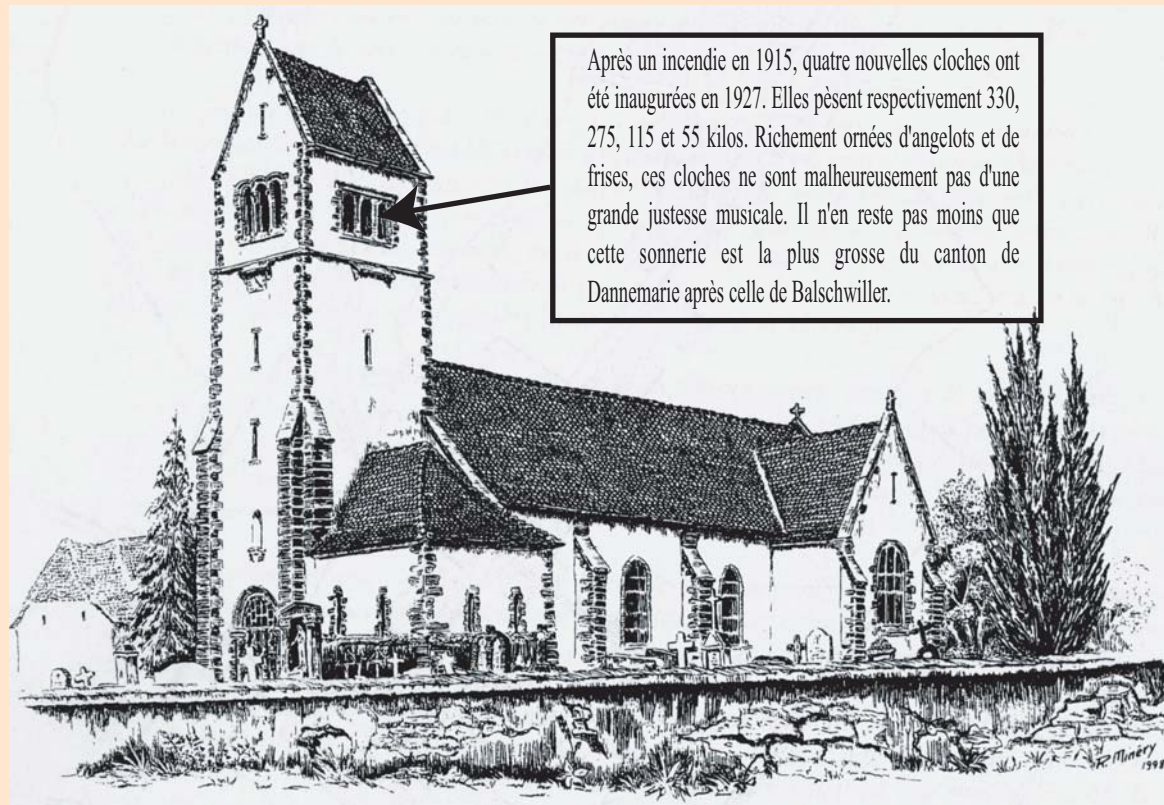 Après un incendie en 1915, quatre nouvelles cloches ont
été inaugurées en 1927. Elles pèsent respectivement 330,
275, 115 et 55 kilos. Richement ornées d'angelots et de
frises, ces cloches ne sont malheureusement pas d'une
grande justesse musicale. Il n'en reste pas moins que
cette sonnerie est la plus grosse du canton de
Dannemarie après celle de Balschwiller.
R. Minéry
1998